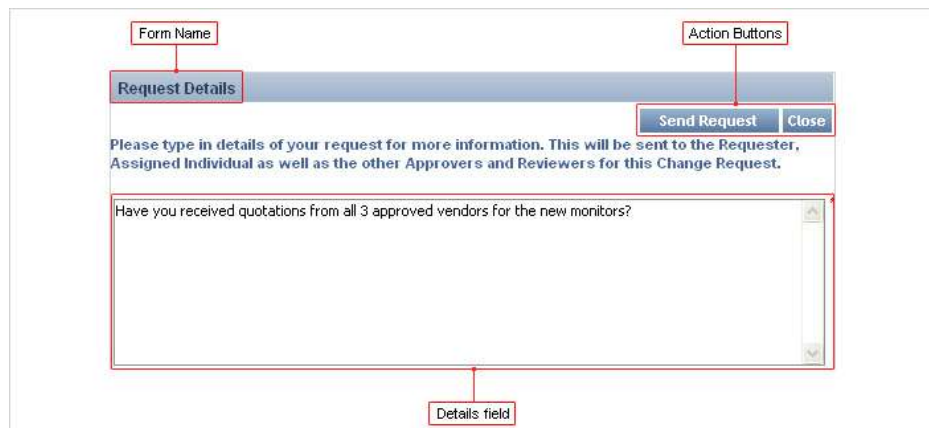 Form Name
Action Buttons
Request Details
Send Request
Close
Please type in details of your request for more information. This will be sent to the Requester,
Assigned Individual as well as the other Approvers and Reviewers for this Change Request.
Have you received quotations from all 3 approved vendors for the new monitors?
Details field